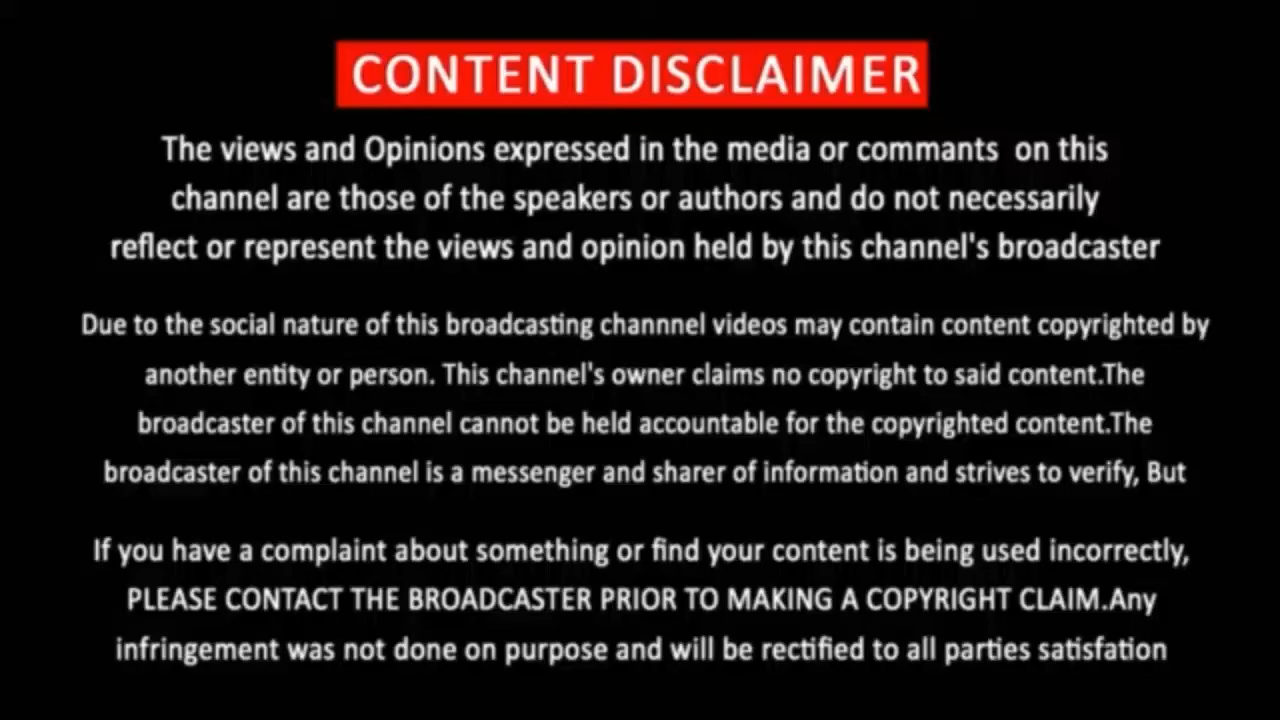 CONTENT DISCLAIMER
The views and Opinions expressed in the media or commants on this
channel are those of the speakers or authors and do not necessarily
reflect or represent the views and opinion held by this channel's broadcaster
Due to the social nature of this broadcasting channnel videos may contain content copyrighted by
another entity or person. This channel's owner claims no copyright to said content.The
broadcaster of this channel cannot be held accountable for the copyrighted content.The
broadcaster of this channel is a messenger and sharer of information and strives to verify, But
If you have a complaint about something or find your content is being used incorrectly,
PLEASE CONTACT THE BROADCASTER PRIOR TO MAKING A COPYRIGHT CLAIM.Any
infringement was not done on purpose and will be rectified to all parties satisfation